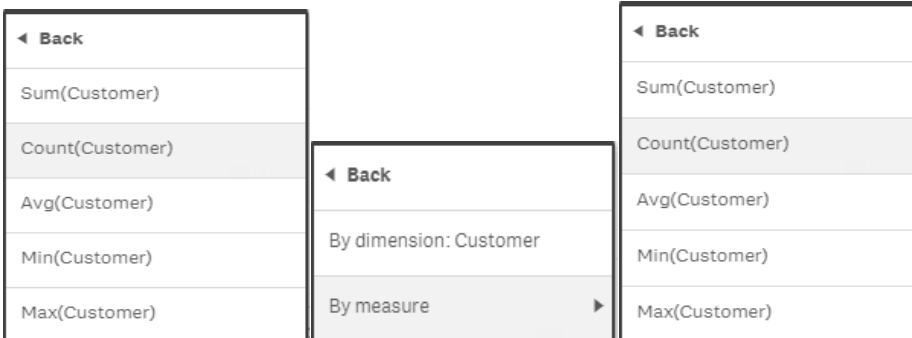 Back
Sum(Customer)
Count(Customer)
Avg(Customer)
Min(Customer)
Max(Customer)
Back
By dimension: Customer
By measure
Back
Sum(Customer)
Count(Customer)
Avg(Customer)
Min(Customer)
Max(Customer)